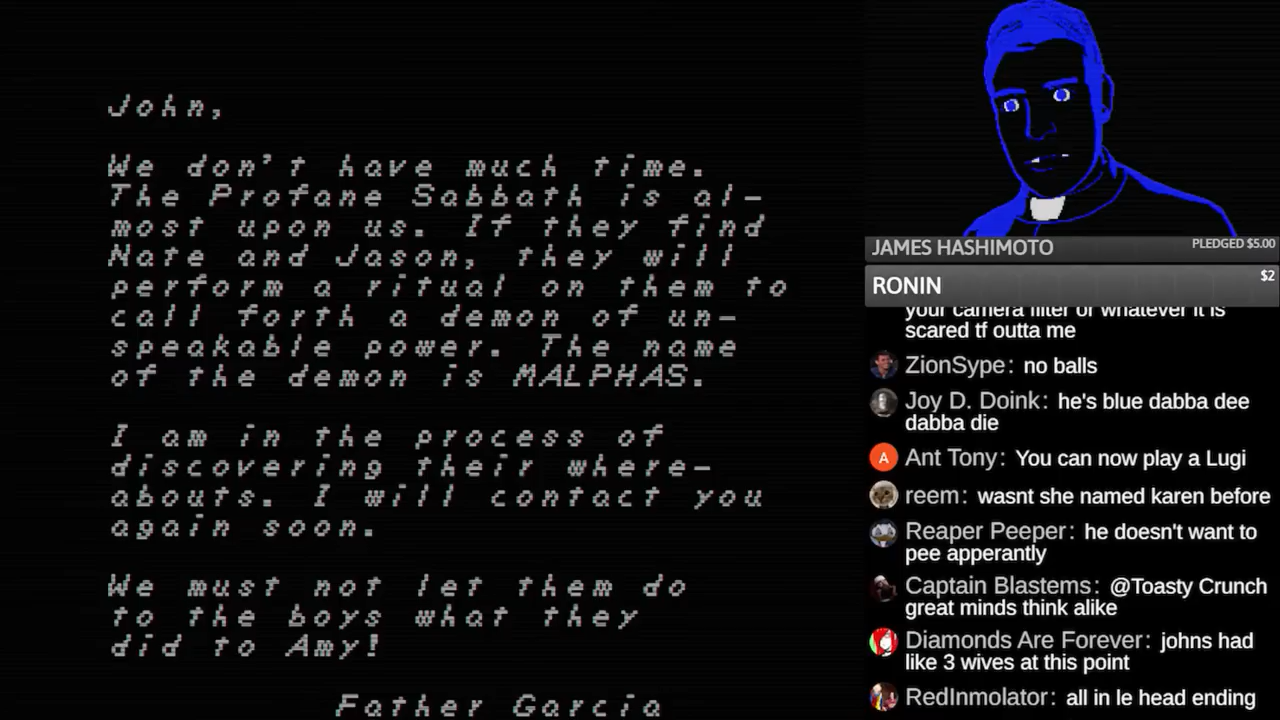 John,
We don't have much time.
The Profane Sabbath is al-
most upon us. If they find
Nate and Jason, they will
perform a ritual on them to
call forth a demon of un-
speakable power. The name
of the demon is MALPHAS.
I am in the process of
discovering their where-
abouts. I will contact you
again soon.
We must not let them do
to the boys what they
did to Amy!
Father Garcia
JAMES HASHIMOTO PLEDGED $5.00
RONIN $2
your camera filter or whatever it is
scared tf outta me
ZionSype: no balls
Joy D. Doink: he's blue dabba dee
dabba die
A Ant Tony: You can now play a Lugi
reem: wasnt she named karen before
Reaper Peeper: he doesn't want to
pee apperantly
Captain Blastems: @Toasty Crunch
great minds think alike
Diamonds Are Forever: johns had
like 3 wives at this point
RedInmolator: all in le head ending